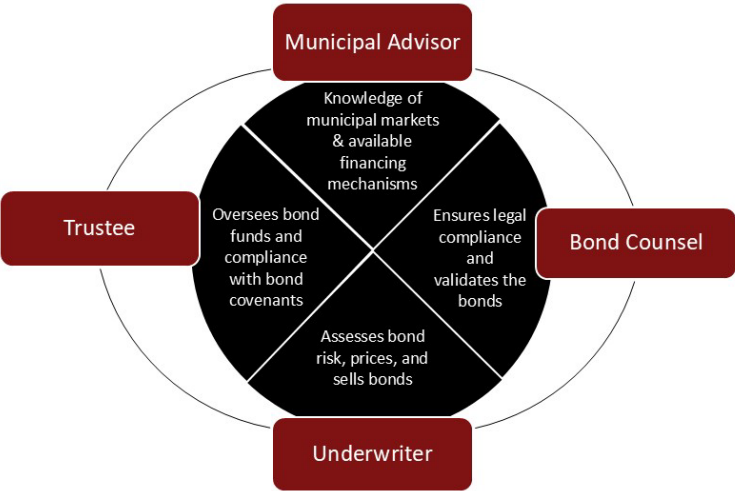 Municipal Advisor
Knowledge of
municipal markets
& available
financing
mechanisms
Trustee
Oversees bond
funds and
compliance
with bond
covenants
Ensures legal
compliance
and
validates the
bonds
Bond Counsel
Assesses bond
risk, prices, and
sells bonds
Underwriter